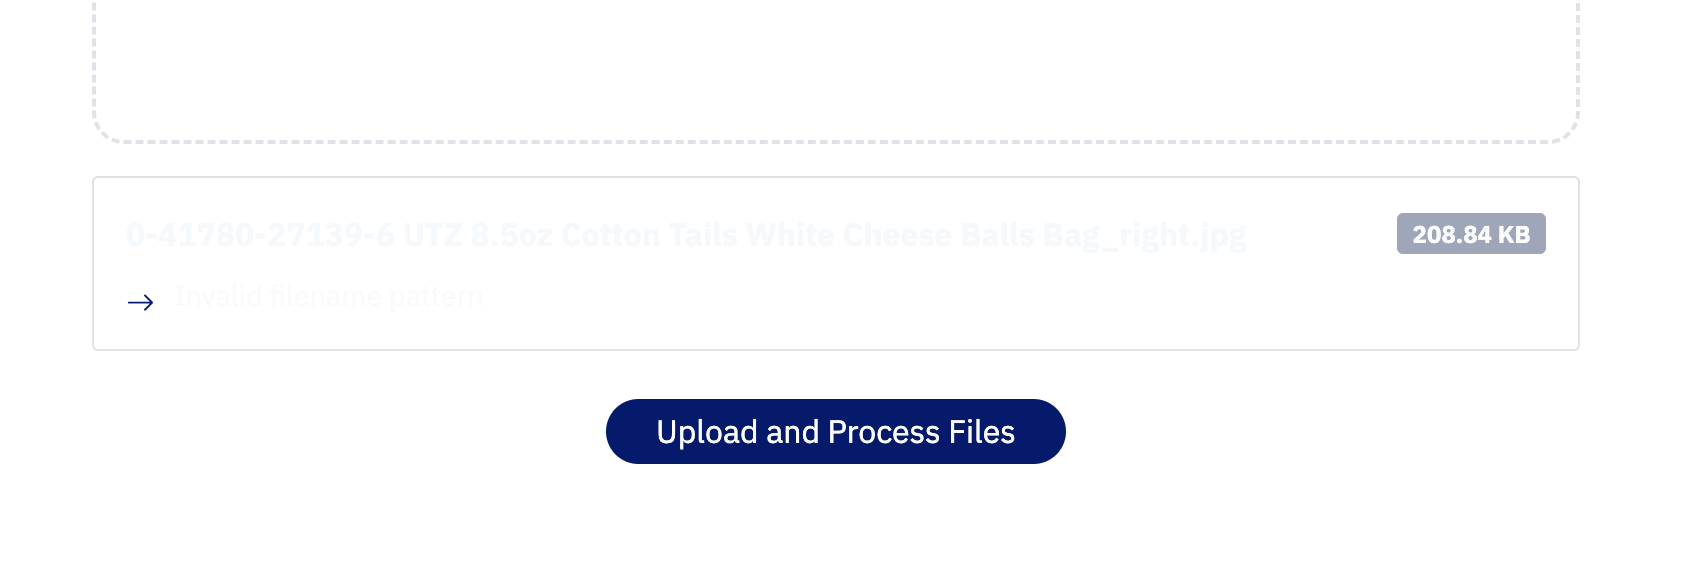 0-41780-27139-6 UTZ 8.5oz Cotton Tails White Cheese Balls Bag_right.jpg
208.84 KB
→ Invalid filename pattern
Upload and Process Files